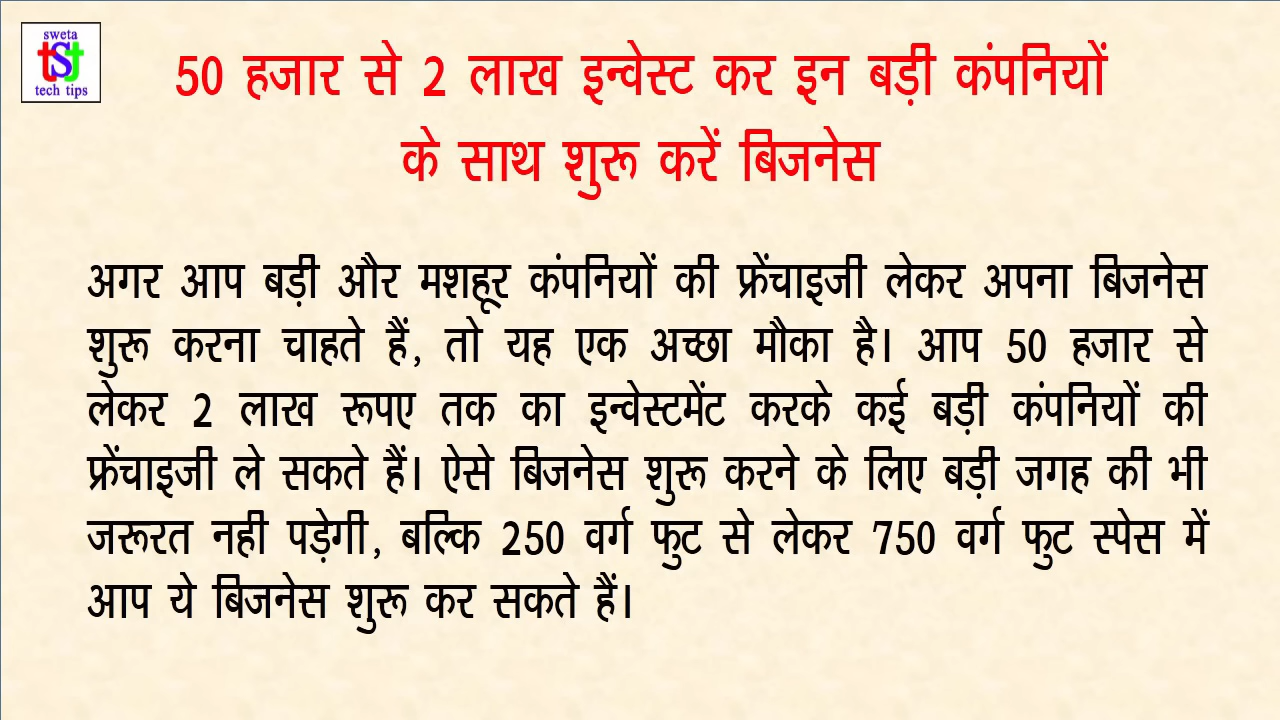 sweta
tst
tech tips
50 हजार से 2 लाख इन्वेस्ट कर इन बड़ी कंपनियों
के साथ शुरू करें बिजनेस
अगर आप बड़ी और मशहूर कंपनियों की फ्रेंचाइजी लेकर अपना बिजनेस
शुरू करना चाहते हैं, तो यह एक अच्छा मौका है। आप 50 हजार से
लेकर 2 लाख रूपए तक का इन्वेस्टमेंट करके कई बड़ी कंपनियों की
फ्रेंचाइजी ले सकते हैं। ऐसे बिजनेस शुरू करने के लिए बड़ी जगह की भी
जरूरत नही पड़ेगी, बल्कि 250 वर्ग फुट से लेकर 750 वर्ग फुट स्पेस में
आप ये बिजनेस शुरू कर सकते हैं।